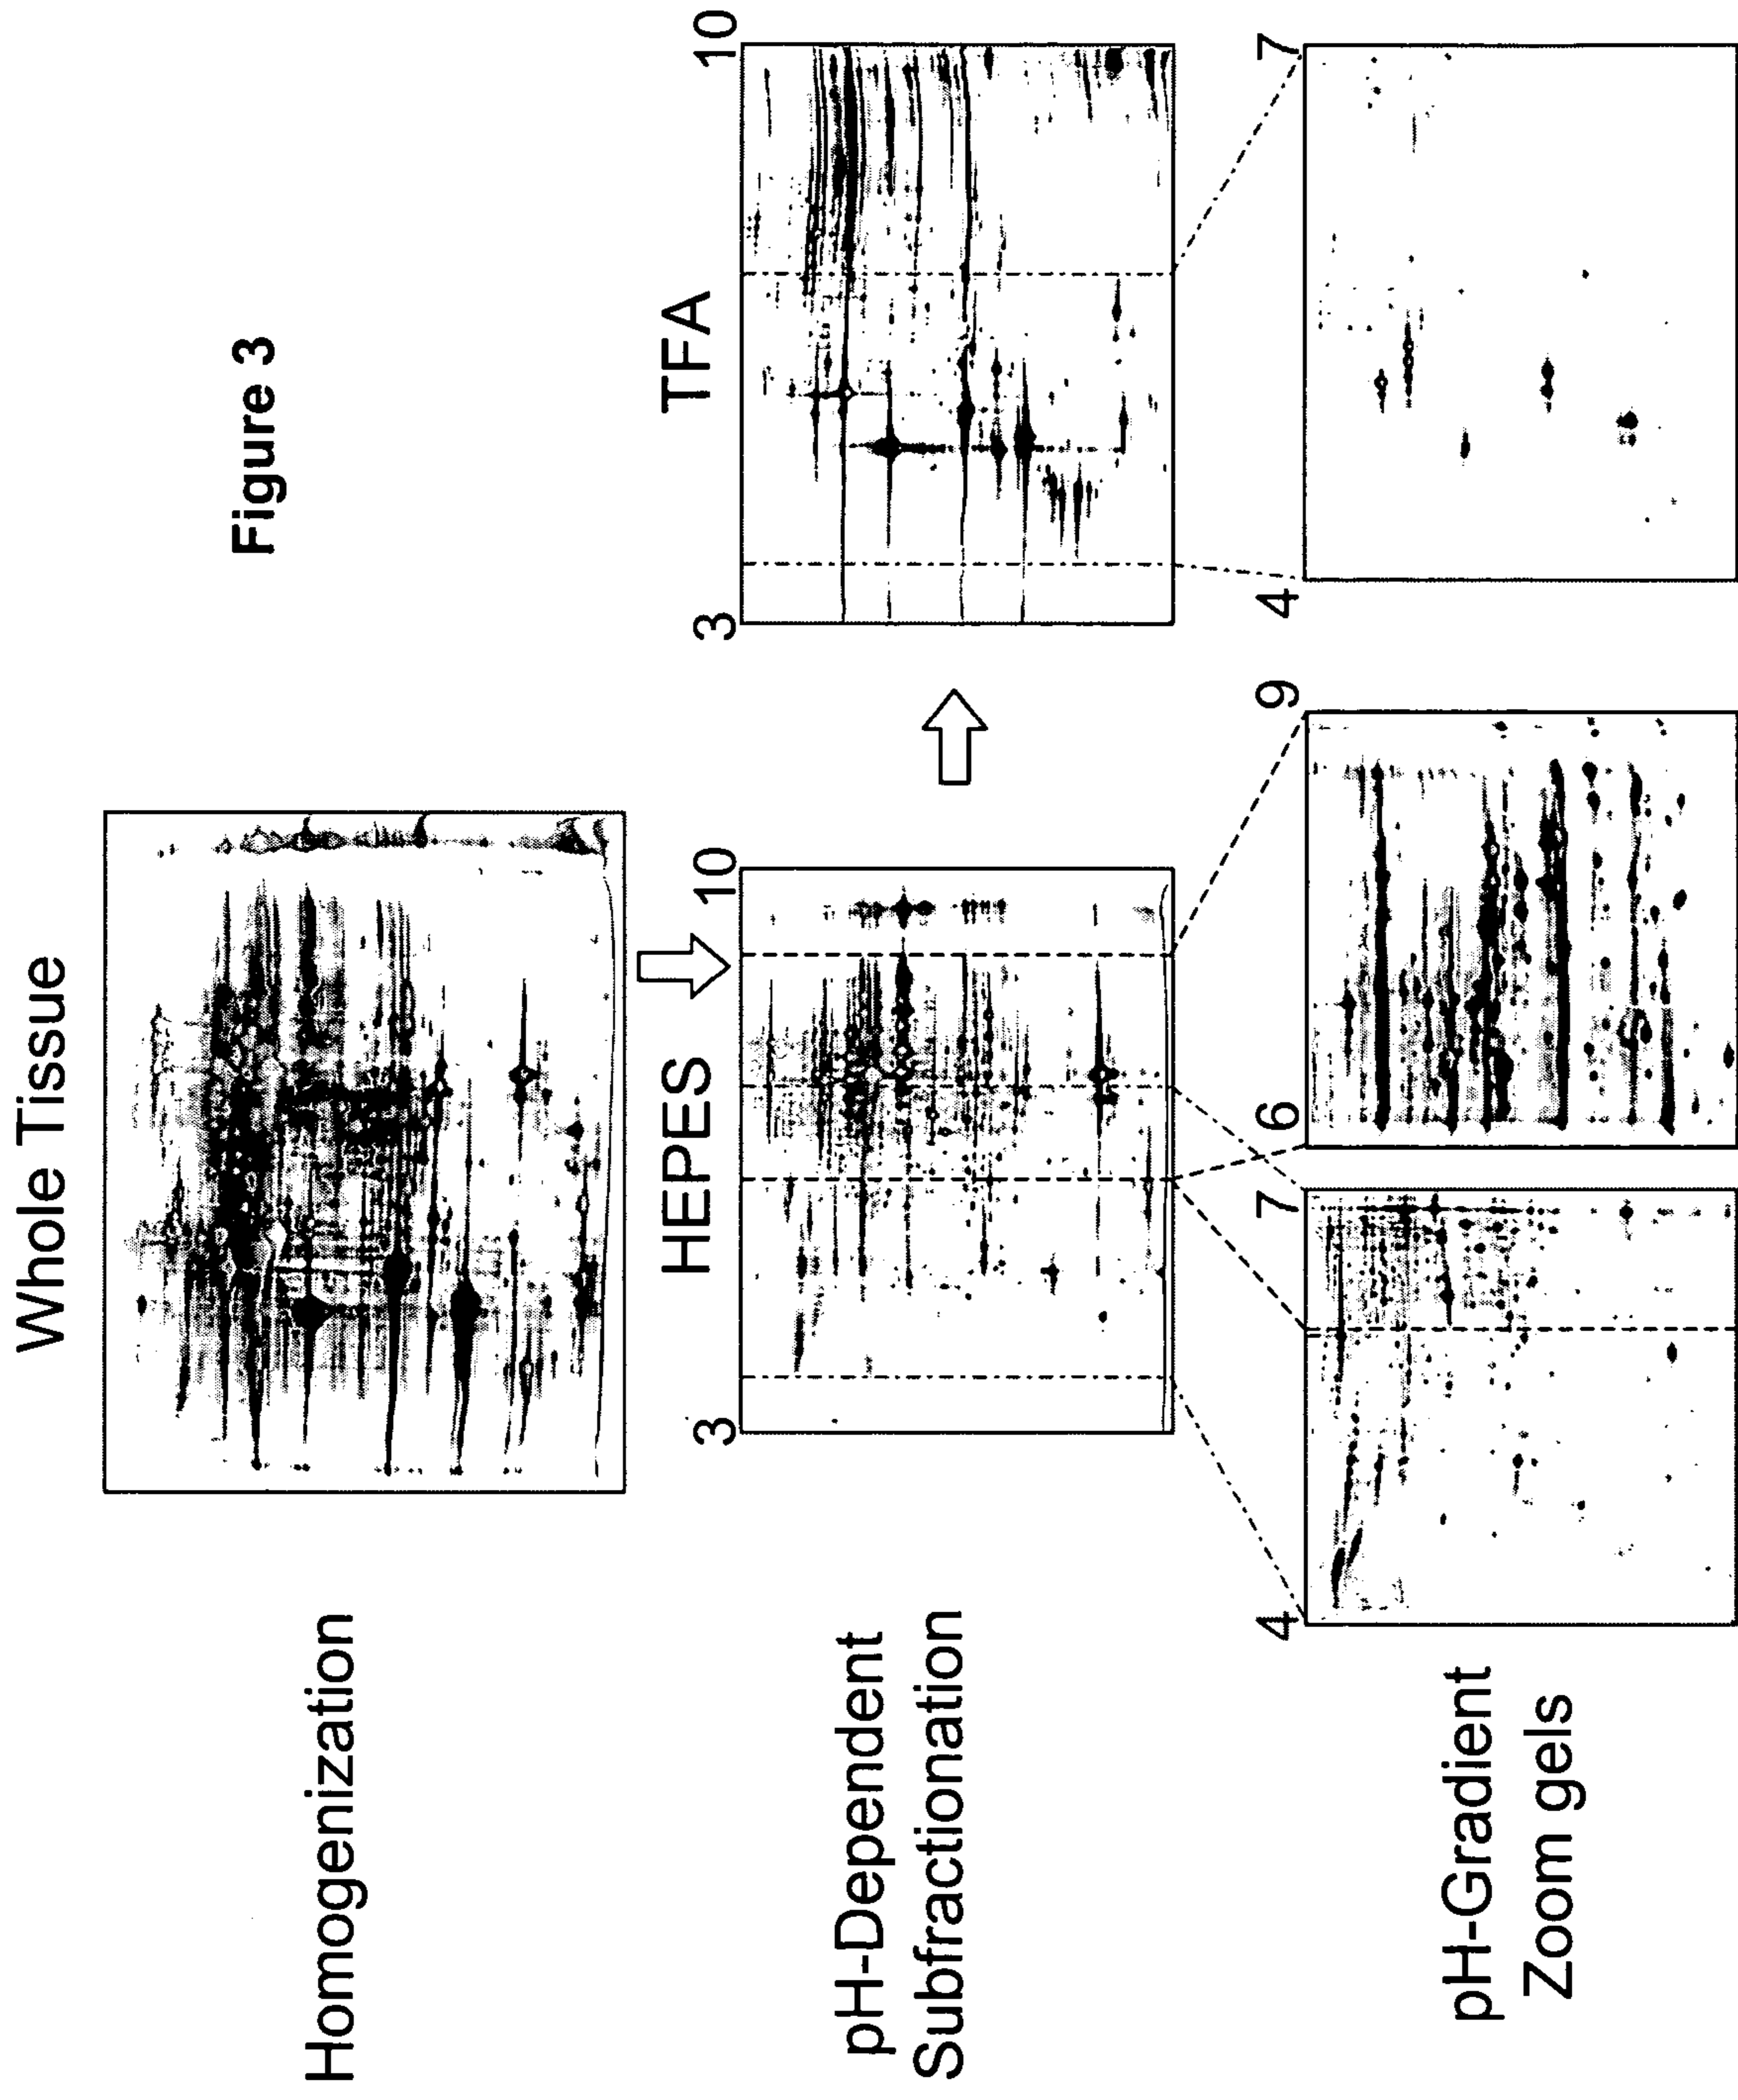 Figure 3
Whole Tissue
Homogenization
HEPES
TFA
pH-Dependent
Subfractionation
3
10
3
10
pH-Gradient
Zoom gels
4
7
6
9
4
7